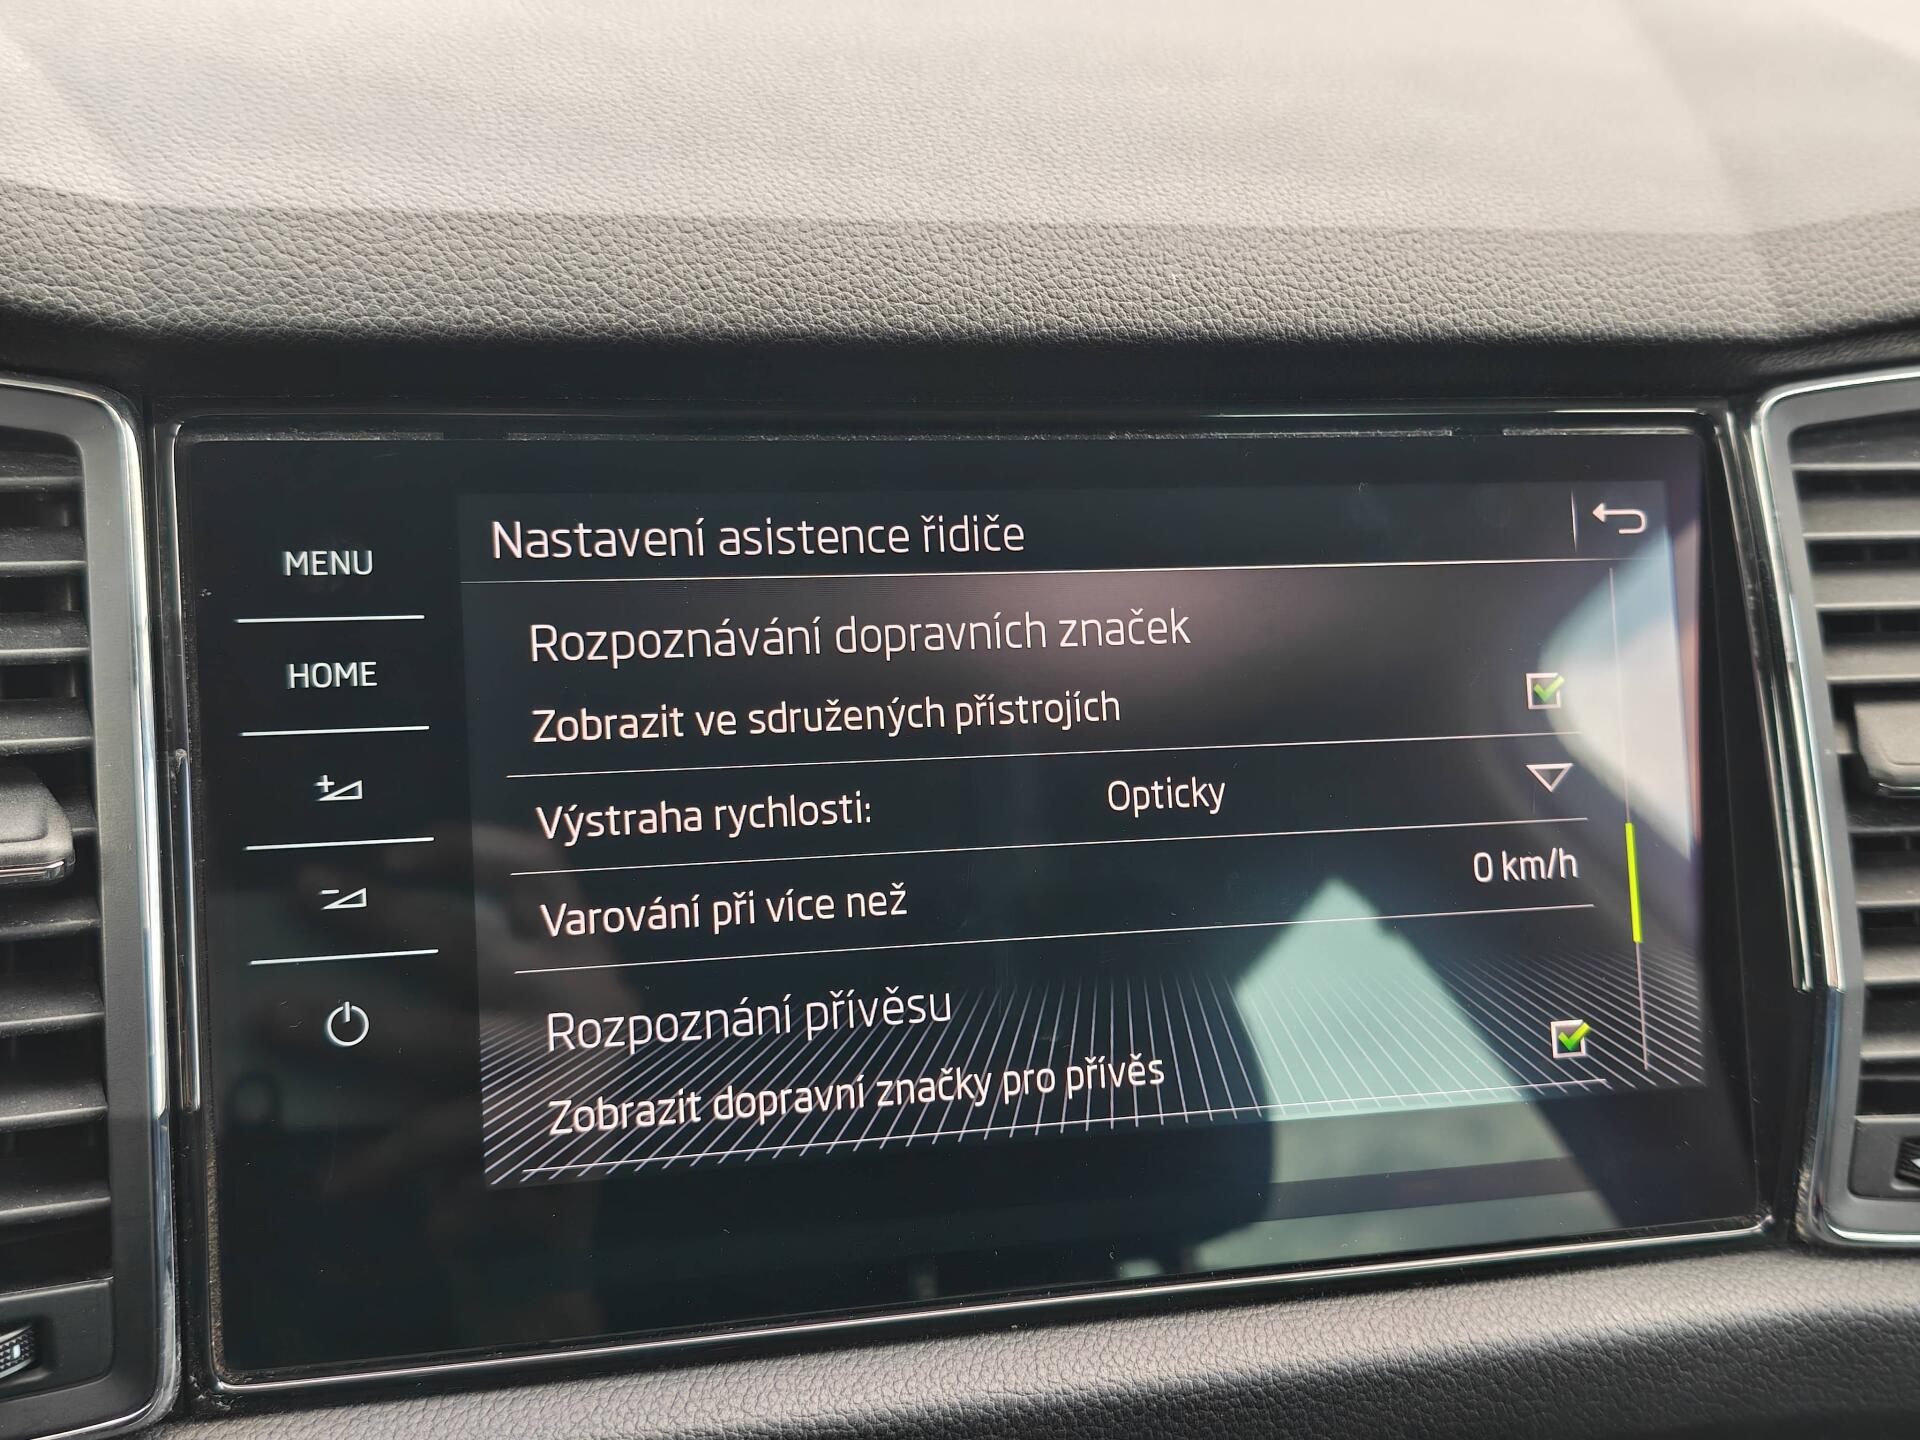 MENU
HOME
Nastavení asistence řidiče
Rozpoznávání dopravních značek
Zobrazit ve sdružených přístrojích
Výstraha rychlosti: Opticky
Varování při více než 0 km/h
Rozpoznání přívěsu
Zobrazit dopravní značky pro přívěs